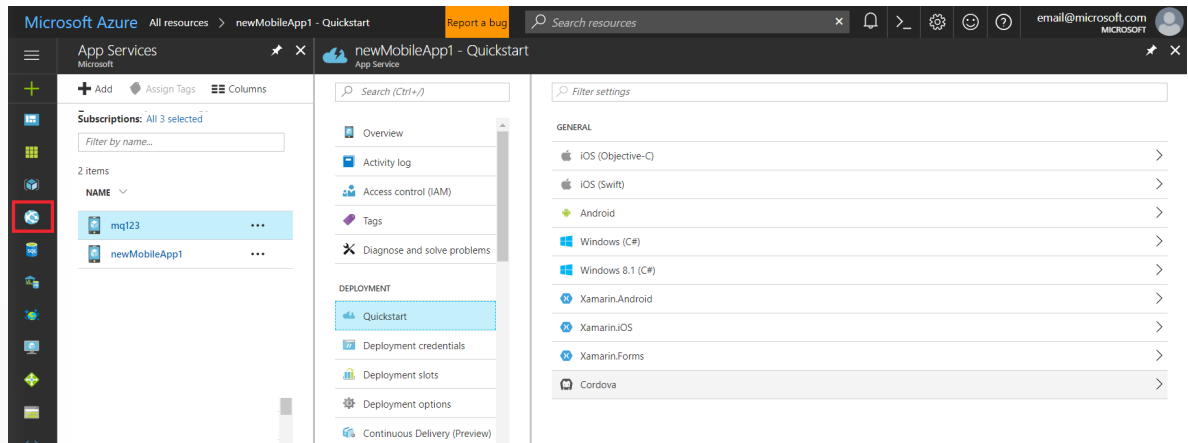 Microsoft Azure All resources > newMobileApp1 - Quickstart Report a bug Search resources email@microsoft.com
MICROSOFT
App Services
Microsoft
newMobileApp1 - Quickstart
App Service
Add Assign Tags Columns
Subscriptions: All 3 selected
Filter by name...
2 items
NAME
mq123
newMobileApp1
Search (Ctrl+/)
Overview
Activity log
Access control (IAM)
Tags
Diagnose and solve problems
DEPLOYMENT
Quickstart
Deployment credentials
Deployment slots
Deployment options
Continuous Delivery (Preview)
Filter settings
GENERAL
iOS (Objective-C)
iOS (Swift)
Android
Windows (C#)
Windows 8.1 (C#)
Xamarin.Android
Xamarin.iOS
Xamarin.Forms
Cordova